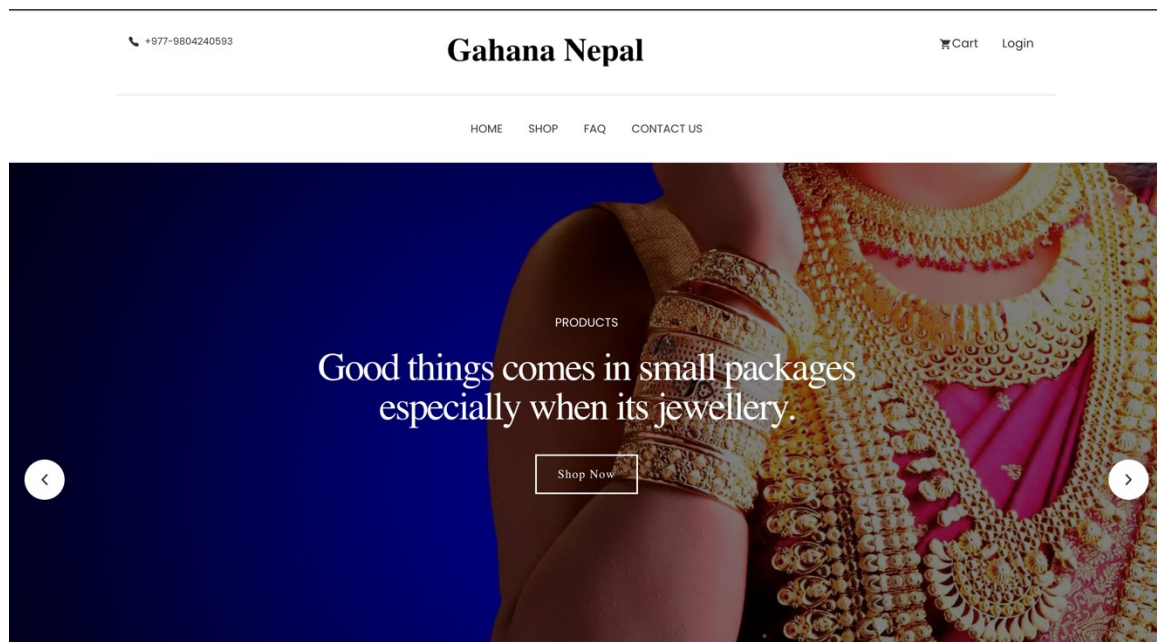 +977-9804240593
Gahana Nepal
Cart Login
HOME SHOP FAQ CONTACT US
PRODUCTS
Good things comes in small packages
especially when its jewellery.
Shop Now